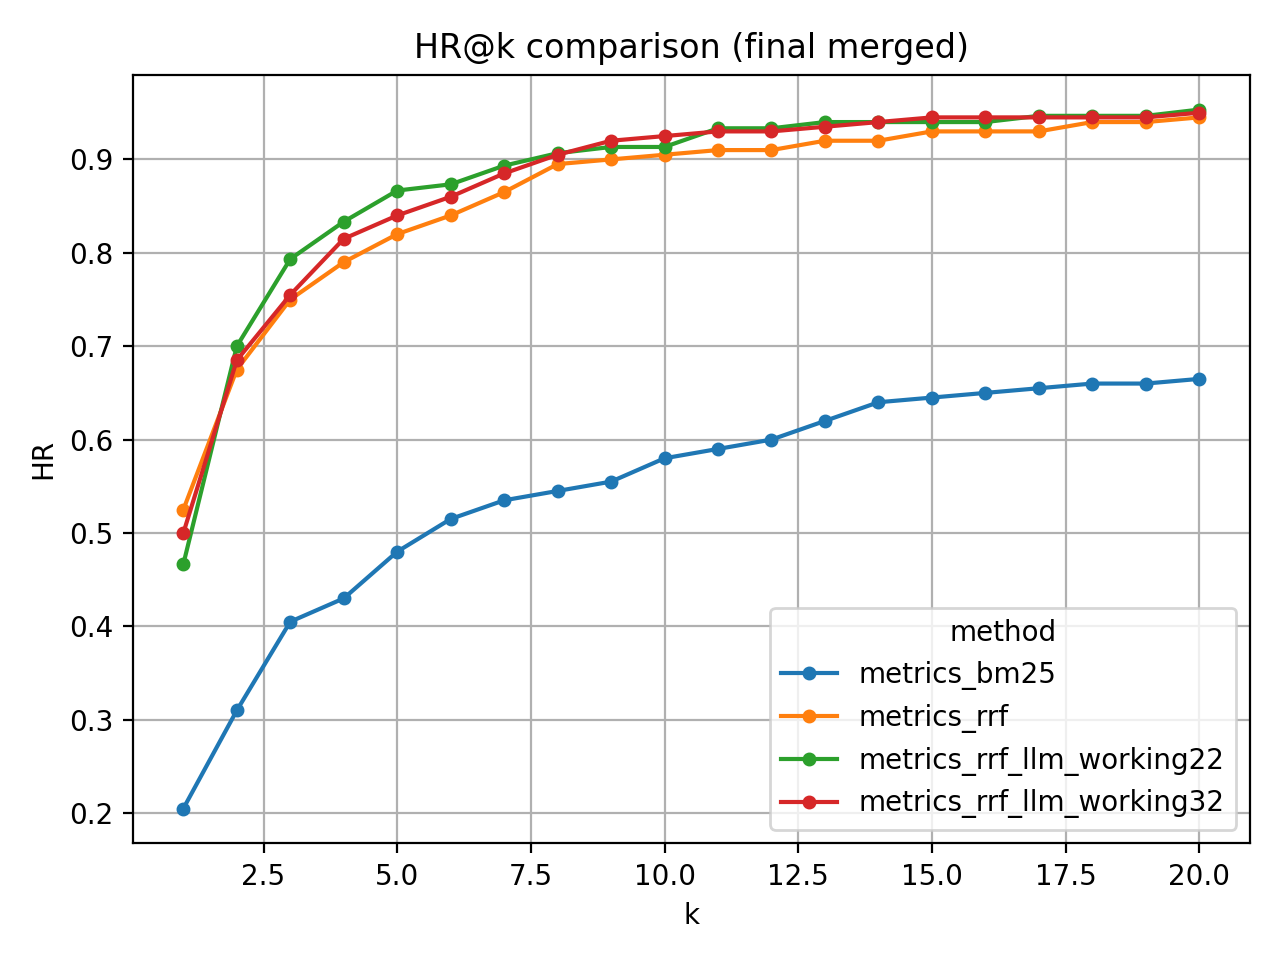 HR@k comparison (final merged)
0.9
0.8
0.7
0.6
0.5
0.4
0.3
0.2
HR
method
metrics_bm25
metrics_rrf
metrics_rrf_llm_working22
metrics_rrf_llm_working32
2.5 5.0 7.5 10.0 12.5 15.0 17.5 20.0
k